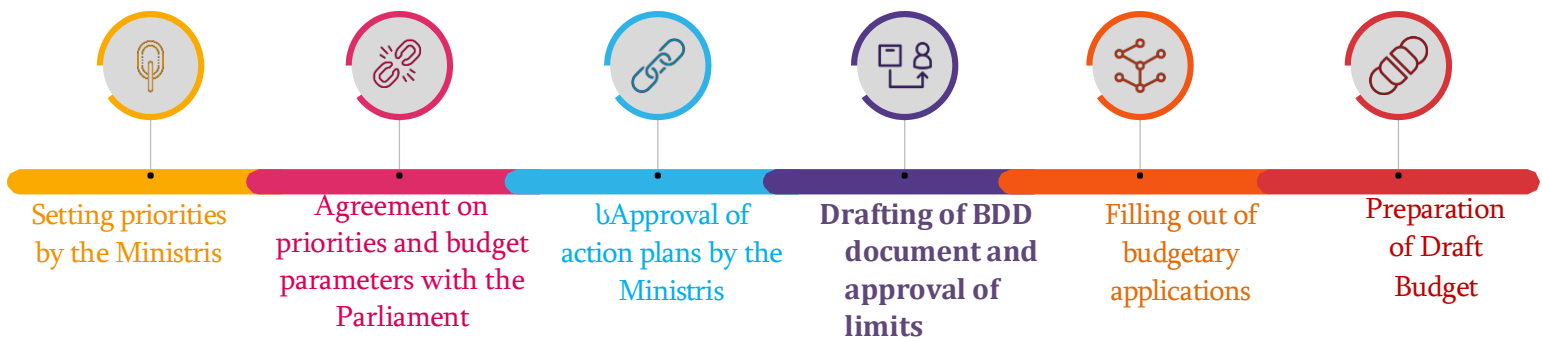 Setting priorities
by the Ministris
Agreement on
priorities and budget
parameters with the
Parliament
სApproval of
action plans by the
Ministris
Drafting of BDD
document and
approval of
limits
Filling out of
budgetary
applications
Preparation
of Draft
Budget